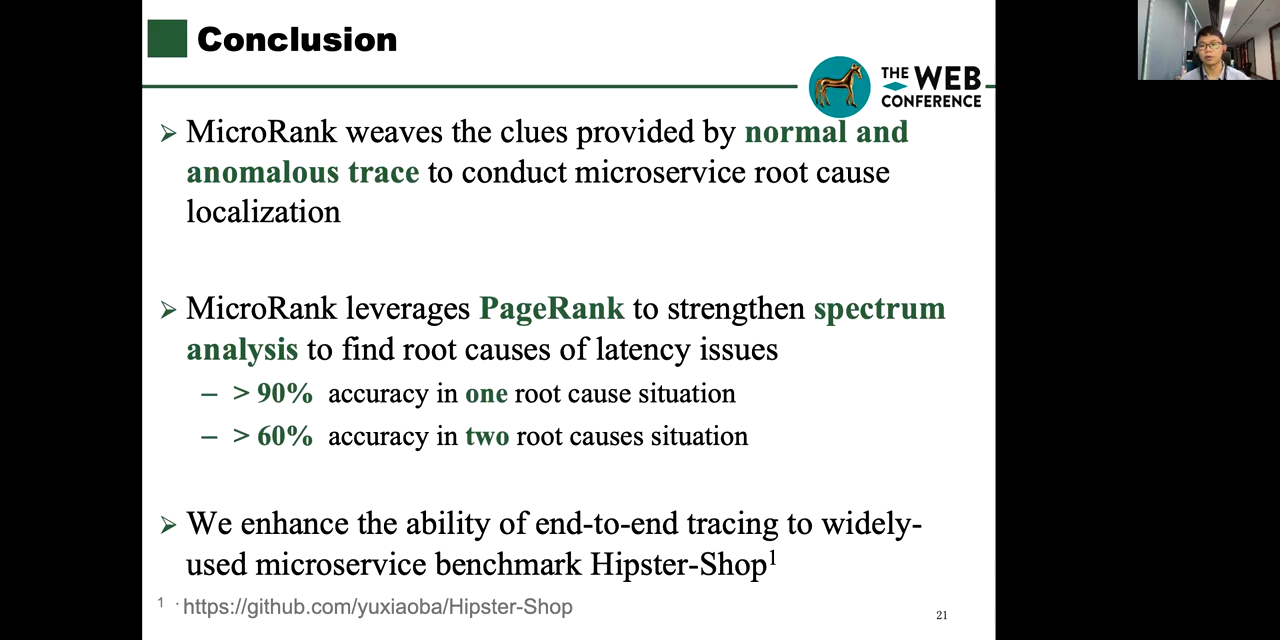 Conclusion
THE WEB
CONFERENCE
➢ MicroRank weaves the clues provided by normal and
anomalous trace to conduct microservice root cause
localization
➢ MicroRank leverages PageRank to strengthen spectrum
analysis to find root causes of latency issues
– > 90% accuracy in one root cause situation
– > 60% accuracy in two root causes situation
➢ We enhance the ability of end-to-end tracing to widely-
used microservice benchmark Hipster-Shop¹
¹ · https://github.com/yuxiaoba/Hipster-Shop
21